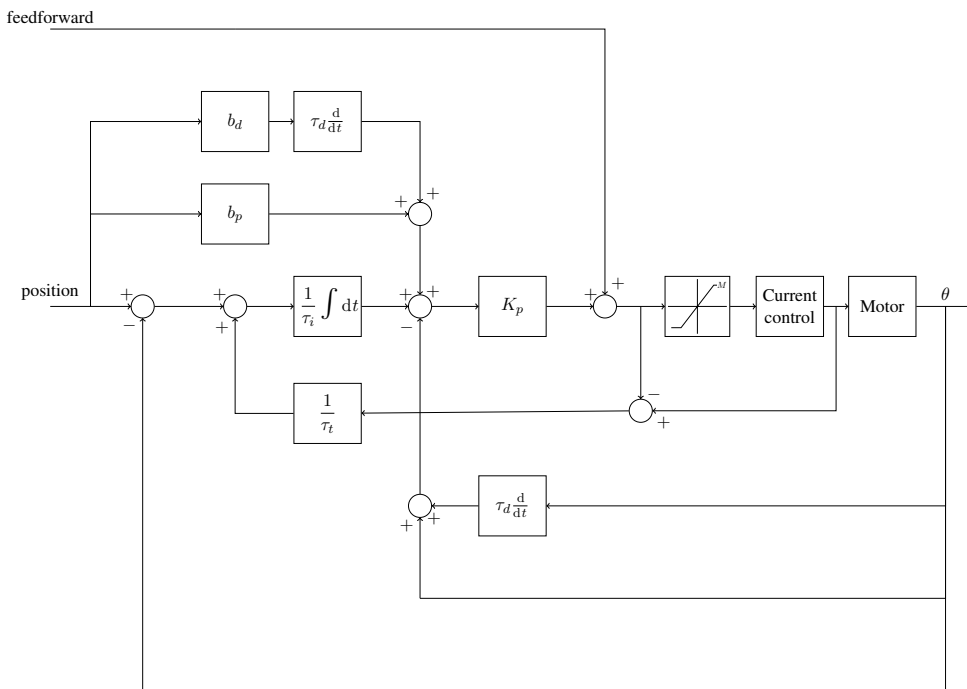 feedforward
b_d
τ_d d/dt
+
+
b_p
position
+
−
+
+
1/τ_i ∫ dt
+
+
−
K_p
+
+
M
Current
control
Motor
θ
1/τ_t
−
+
τ_d d/dt
+
+